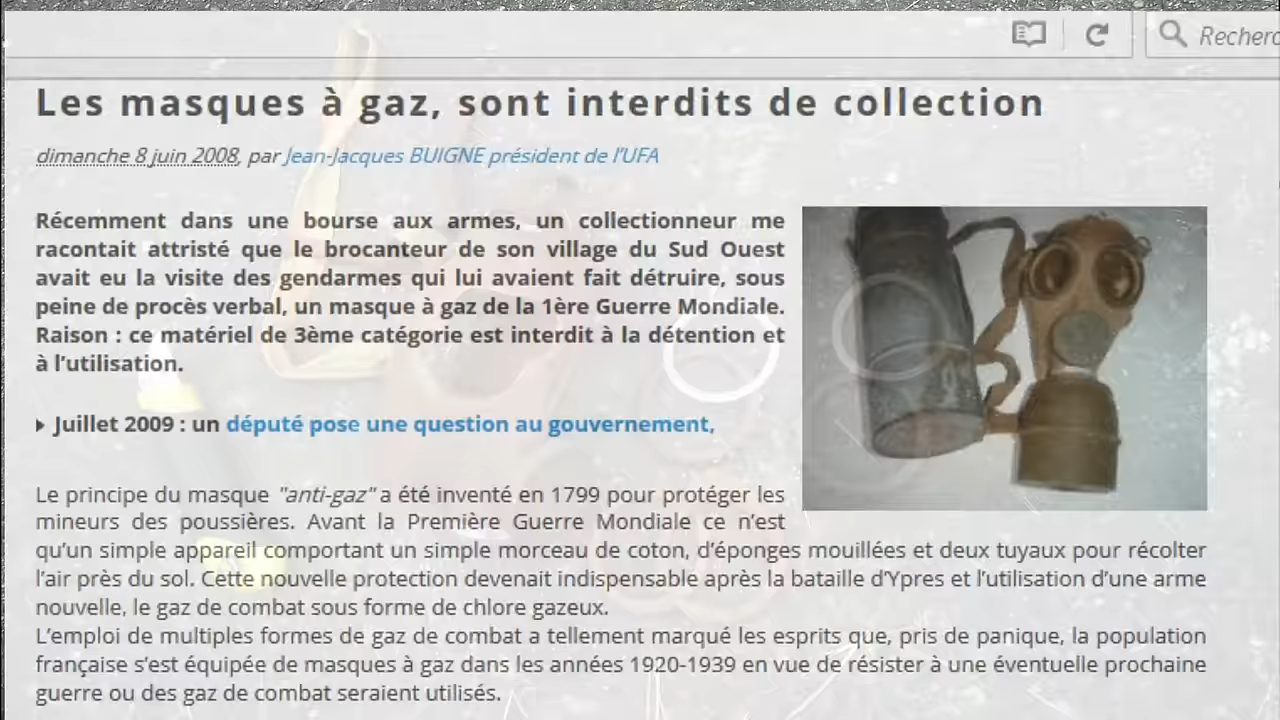 Recherc
Les masques à gaz, sont interdits de collection
dimanche 8 juin 2008, par Jean-Jacques BUIGNE président de l'UFA
Récemment dans une bourse aux armes, un collectionneur me
racontait attristé que le brocanteur de son village du Sud Ouest
avait eu la visite des gendarmes qui lui avaient fait détruire, sous
peine de procès verbal, un masque à gaz de la 1ère Guerre Mondiale.
Raison : ce matériel de 3ème catégorie est interdit à la détention et
à l'utilisation.
Juillet 2009 : un député pose une question au gouvernement,
Le principe du masque "anti-gaz" a été inventé en 1799 pour protéger les
mineurs des poussières. Avant la Première Guerre Mondiale ce n'est
qu'un simple appareil comportant un simple morceau de coton, d'éponges mouillées et deux tuyaux pour récolter
l'air près du sol. Cette nouvelle protection devenait indispensable après la bataille d'Ypres et l'utilisation d'une arme
nouvelle, le gaz de combat sous forme de chlore gazeux.
L'emploi de multiples formes de gaz de combat a tellement marqué les esprits que, pris de panique, la population
française s'est équipée de masques à gaz dans les années 1920-1939 en vue de résister à une éventuelle prochaine
guerre ou des gaz de combat seraient utilisés.